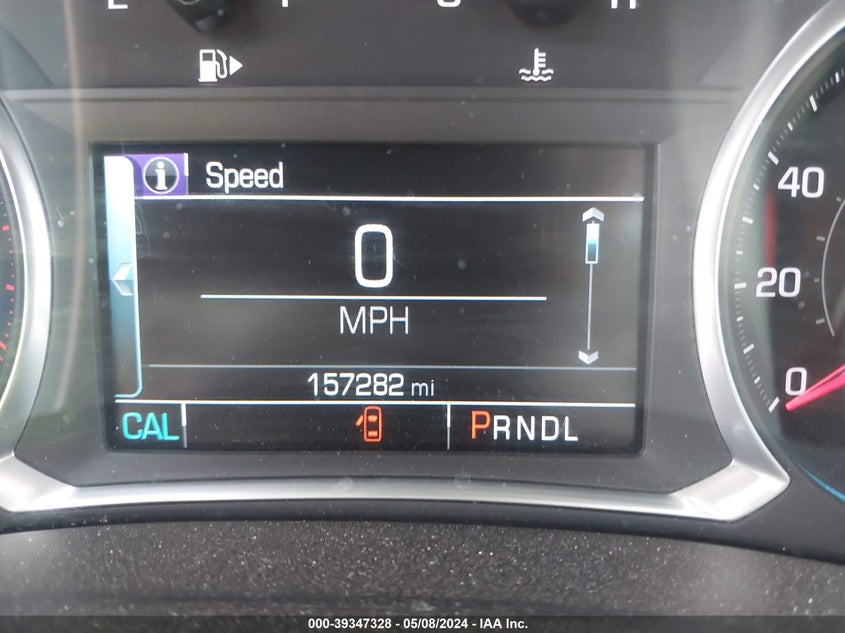 Speed
0
MPH
157282 mi
CAL
PRNDL
40
20
0
000-39347328 - 05/08/2024 - IAA Inc.